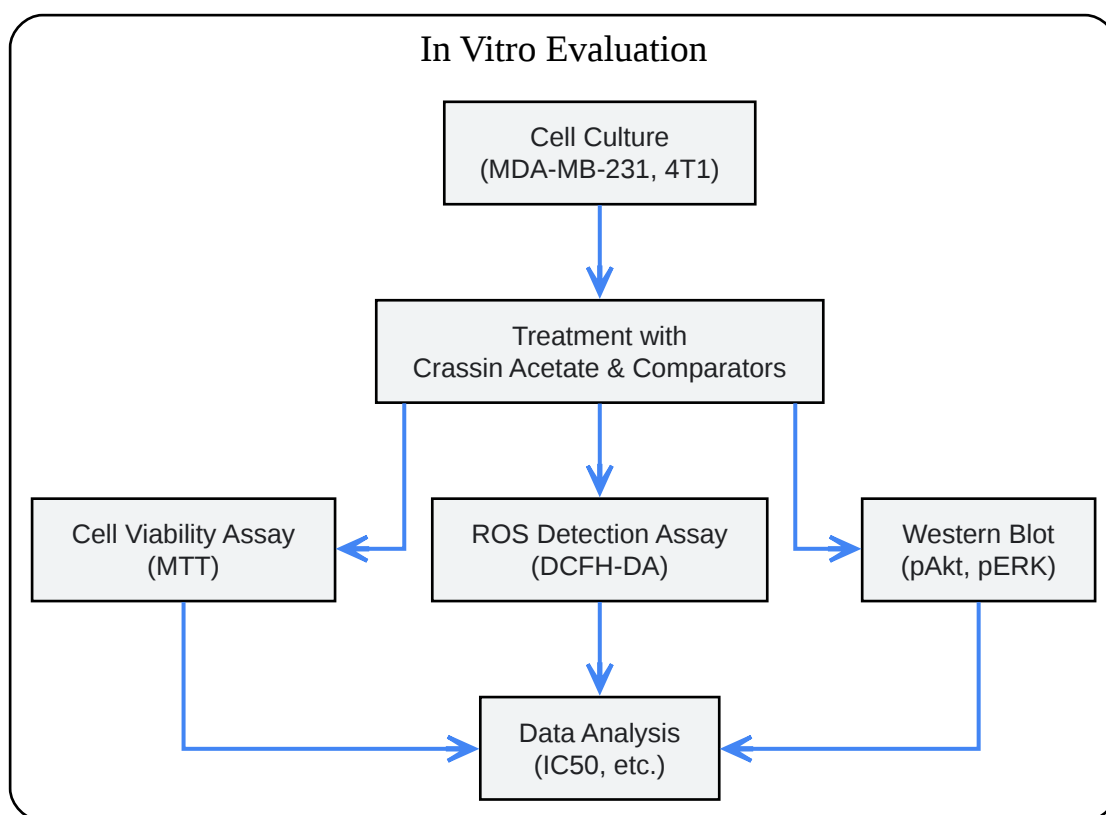 In Vitro Evaluation
Cell Culture
(MDA-MB-231, 4T1)
Treatment with
Crassin Acetate & Comparators
Cell Viability Assay
(MTT)
ROS Detection Assay
(DCFH-DA)
Western Blot
(pAkt, pERK)
Data Analysis
(IC50, etc.)